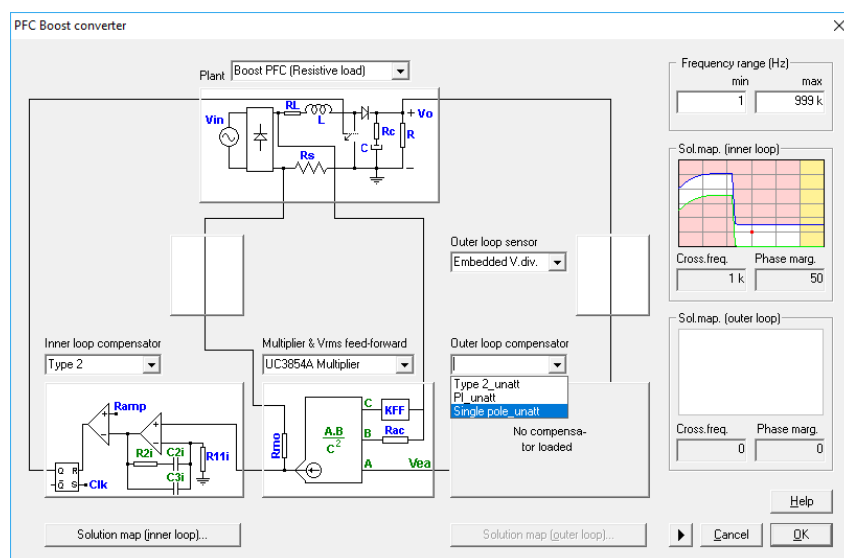 PFC Boost converter
Plant
Boost PFC (Resistive load)
Vin
RL
L
Rs
Rc
C
R
+ Vo
−
Frequency range (Hz)
min
max
1
999 k
Sol.map. (inner loop)
Cross.freq.
Phase marg.
1 k
50
Outer loop sensor
Embedded V.div.
Inner loop compensator
Type 2
Multiplier & Vrms feed-forward
UC3854A Multiplier
Outer loop compensator
Type 2_unatt
PI_unatt
Single pole_unatt
No compensa-
tor loaded
Sol.map. (outer loop)
Cross.freq.
Phase marg.
0
0
Ramp
R2i
C2i
C3i
R11i
Q R
Q S
Clk
Rmo
A.B
C²
C
KFF
B
Rac
A
Vea
Solution map (inner loop)...
Solution map (outer loop)...
Help
Cancel
OK